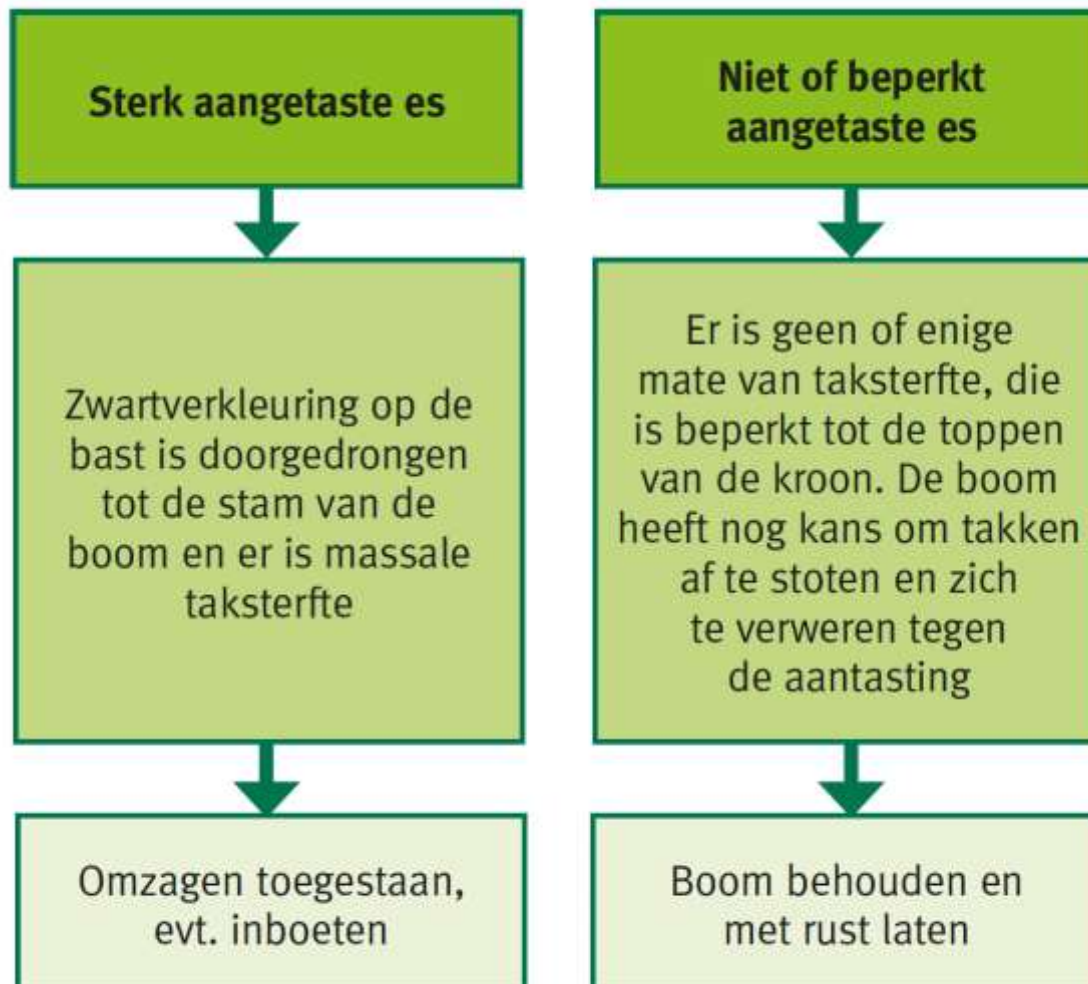 Sterk aangetaste es
Zwartverkleuring op de
bast is doorgedrongen
tot de stam van de
boom en er is massale
taksterfte
Omzagen toegestaan,
evt. inboeten
Niet of beperkt
aangetaste es
Er is geen of enige
mate van taksterfte, die
is beperkt tot de toppen
van de kroon. De boom
heeft nog kans om takken
af te stoten en zich
te verweren tegen
de aantasting
Boom behouden en
met rust laten